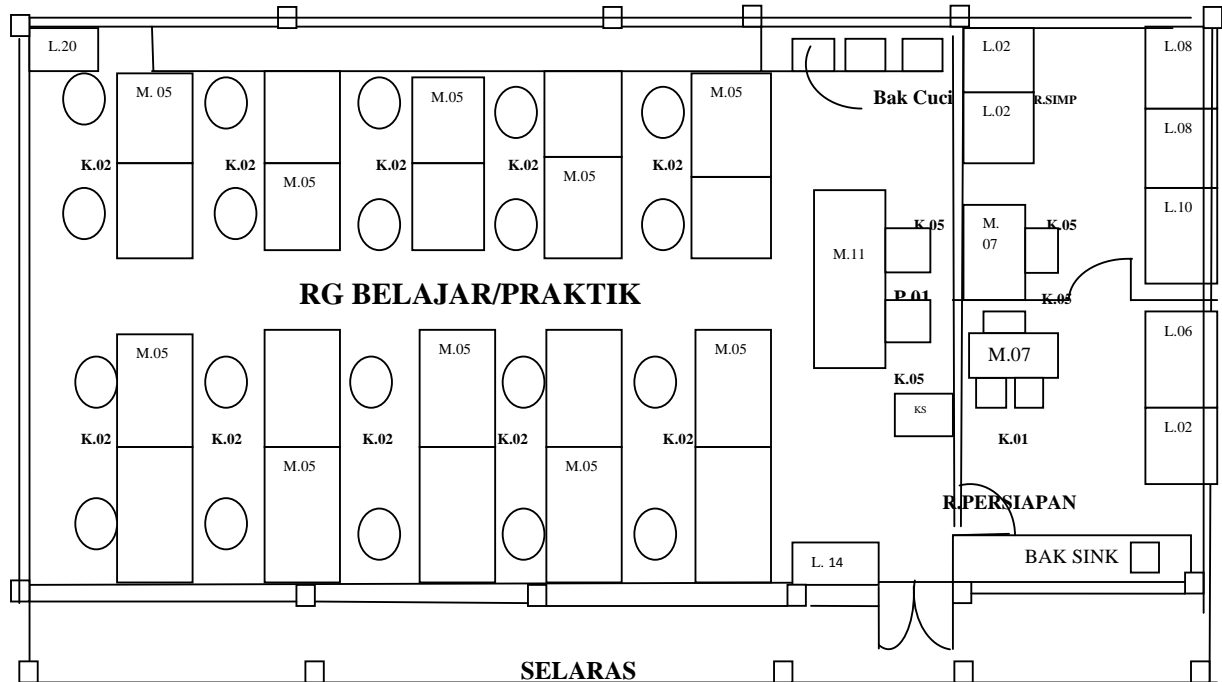 L.20
L.02
L.08
M. 05
M.05
M.05
Bak Cuci
L.02
R.SIMP
L.08
K.02
K.02
K.02
K.02
K.02
M.05
M.05
L.10
K.05
M.
07
K.05
M.11
RG BELAJAR/PRAKTIK
P.01
K.05
L.06
M.05
M.05
M.05
M.07
K.05
KS
L.02
K.02
K.02
K.02
K.02
K.02
K.01
M.05
M.05
R.PERSIAPAN
L. 14
BAK SINK
SELARAS